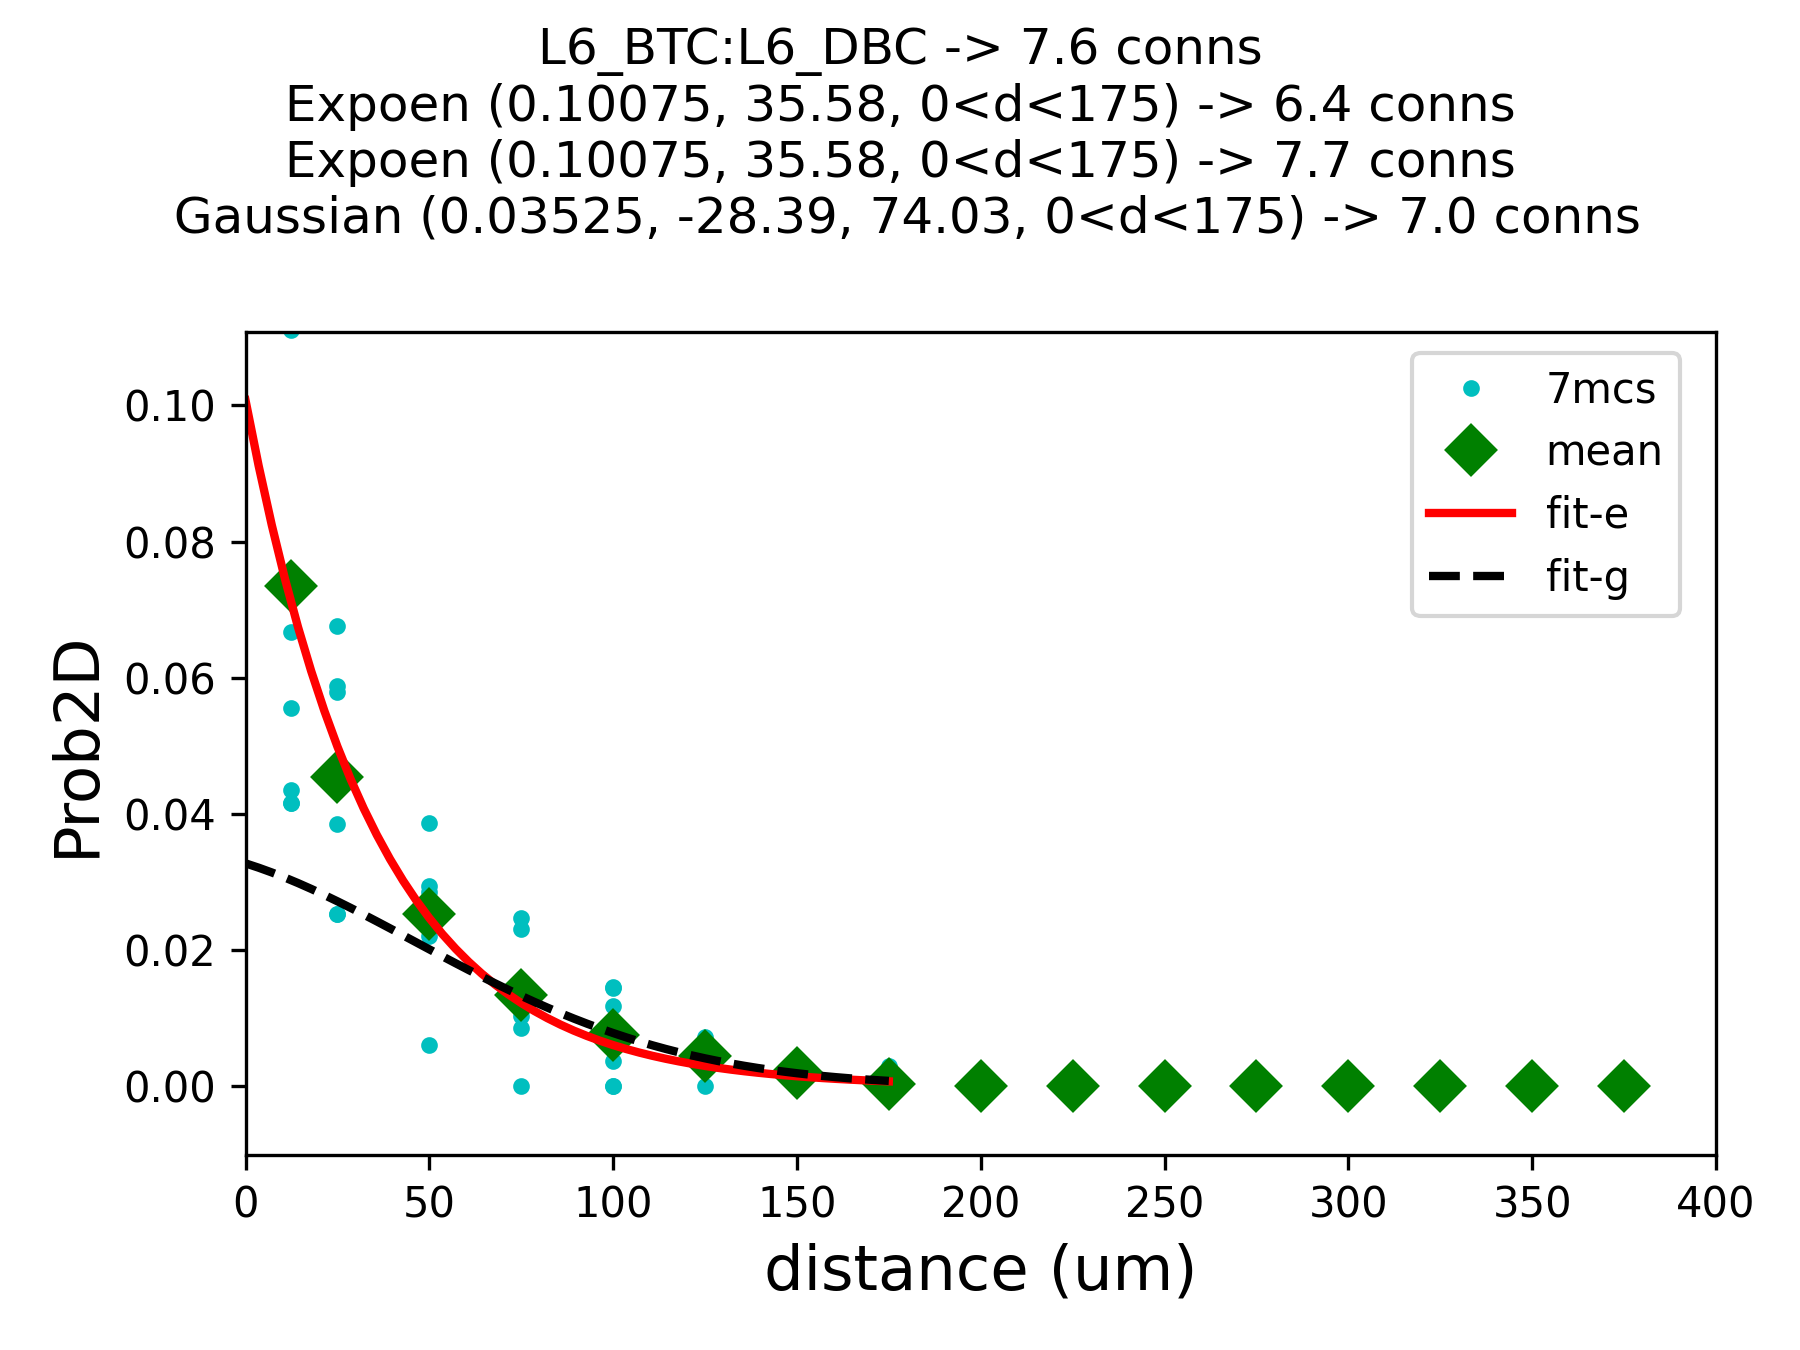 L6_BTC:L6_DBC -> 7.6 conns
Expoen (0.10075, 35.58, 0<d<175) -> 6.4 conns
Expoen (0.10075, 35.58, 0<d<175) -> 7.7 conns
Gaussian (0.03525, -28.39, 74.03, 0<d<175) -> 7.0 conns
7mcs
mean
fit-e
fit-g
Prob2D
0.10
0.08
0.06
0.04
0.02
0.00
0 50 100 150 200 250 300 350 400
distance (um)